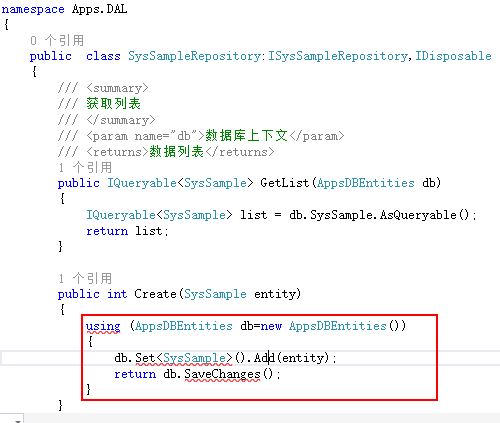 namespace Apps.DAL
{
0 个引用
public class SysSampleRepository:ISysSampleRepository,IDisposable
{
/// <summary>
/// 获取列表
/// </summary>
/// <param name="db">数据库上下文</param>
/// <returns>数据列表</returns>
1 个引用
public IQueryable<SysSample> GetList(AppsDBEntities db)
{
IQueryable<SysSample> list = db.SysSample.AsQueryable();
return list;
}
1 个引用
public int Create(SysSample entity)
{
using (AppsDBEntities db=new AppsDBEntities())
{
db.Set<SysSample>().Add(entity);
return db.SaveChanges();
}
}